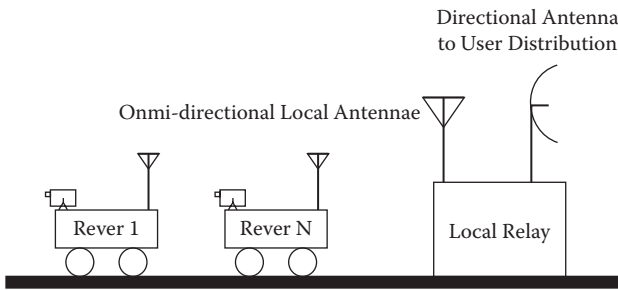 Directional Antenna
to User Distribution
Onmi-directional Local Antennae
Rever 1
Rever N
Local Relay